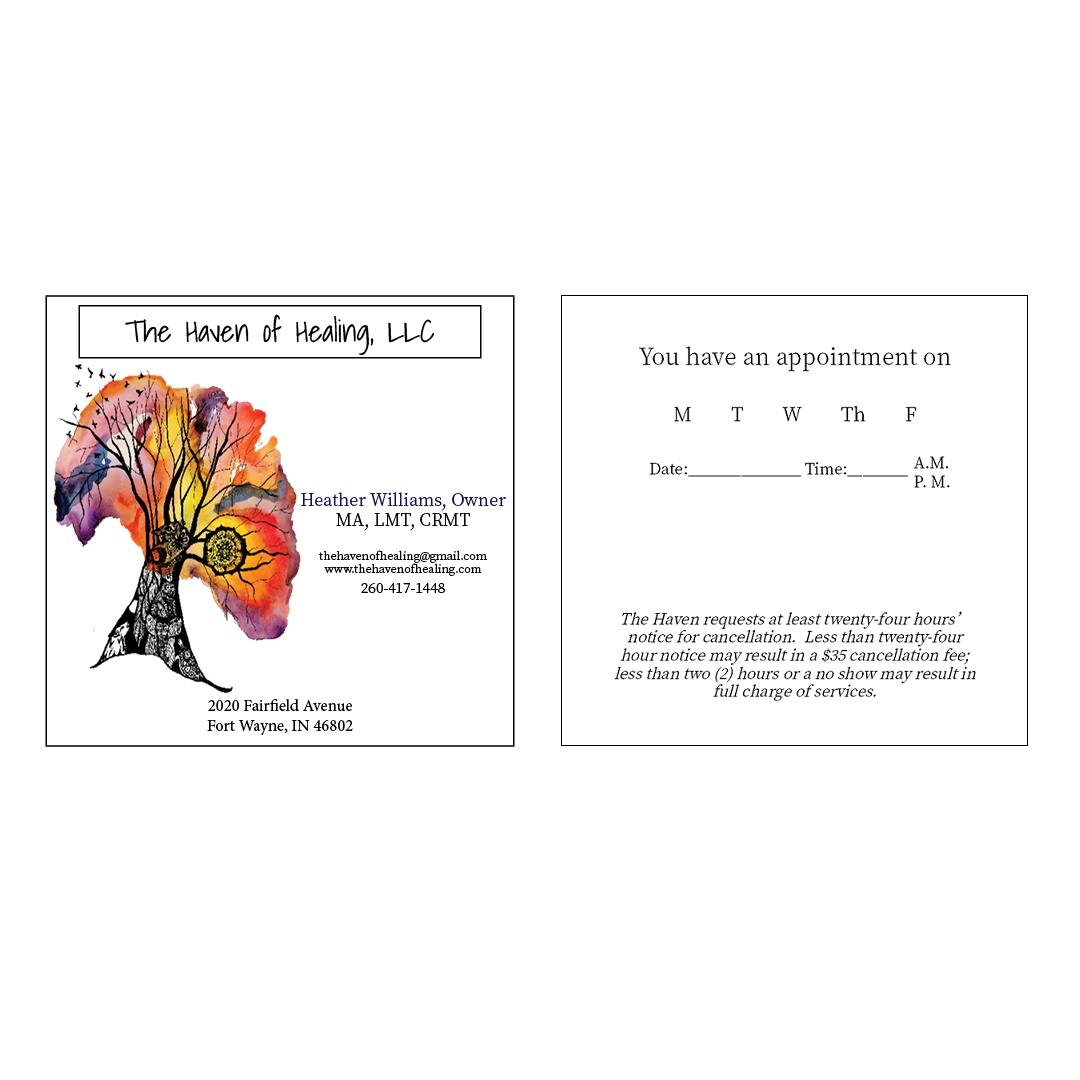 The Haven of Healing, LLC
Heather Williams, Owner
MA, LMT, CRMT
thehavenofhealing@gmail.com
www.thehavenofhealing.com
260-417-1448
2020 Fairfield Avenue
Fort Wayne, IN 46802
You have an appointment on
M T W Th F
Date:______________ Time:________ A.M.
P. M.
The Haven requests at least twenty-four hours’
notice for cancellation.  Less than twenty-four
hour notice may result in a $35 cancellation fee;
less than two (2) hours or a no show may result in
full charge of services.